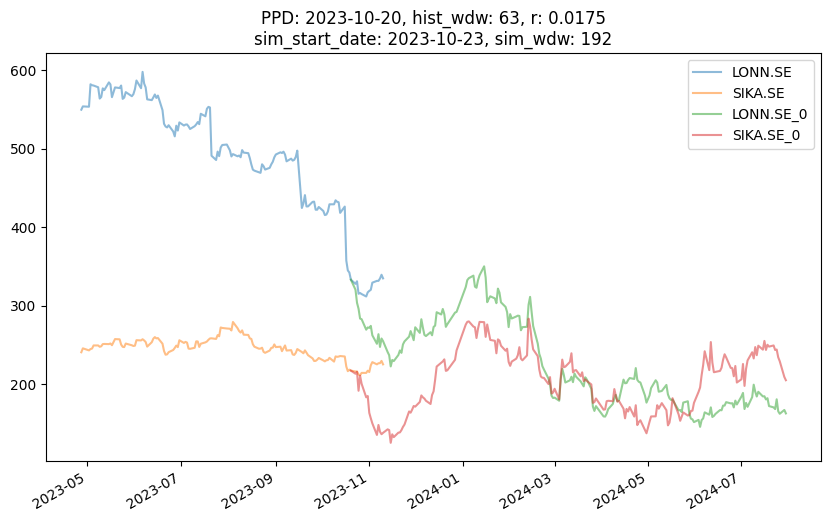 PPD: 2023-10-20, hist_wdw: 63, r: 0.0175
sim_start_date: 2023-10-23, sim_wdw: 192
LONN.SE
SIKA.SE
LONN.SE_0
SIKA.SE_0
600
500
400
300
200
2023-05
2023-07
2023-09
2023-11
2024-01
2024-03
2024-05
2024-07